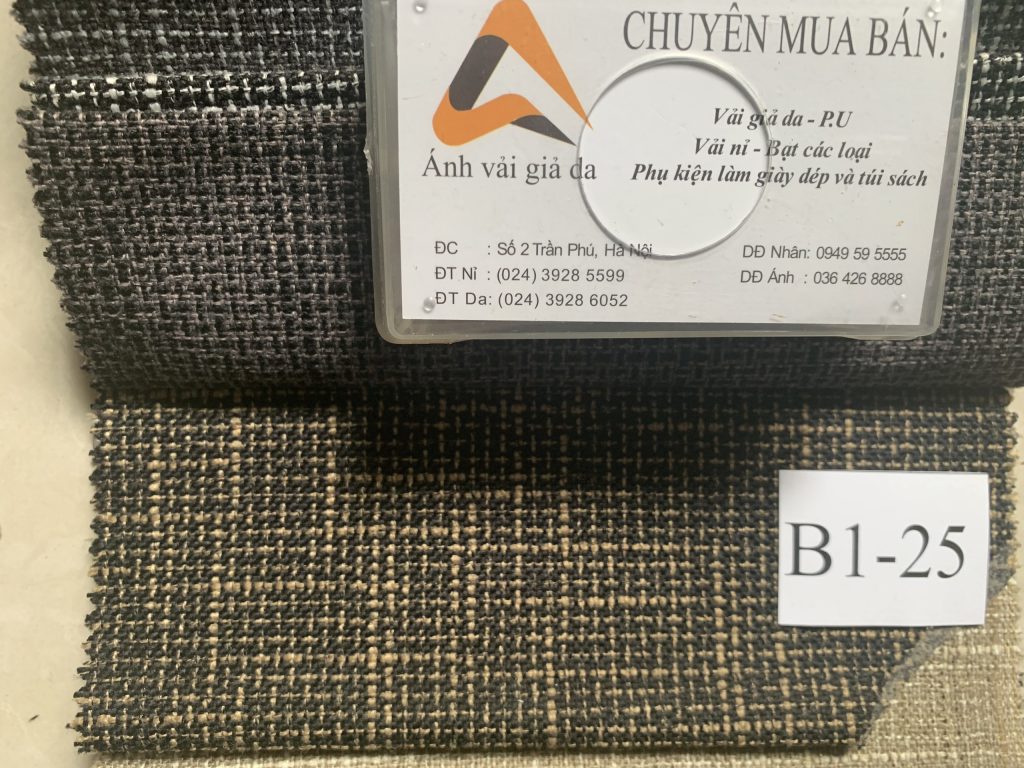 CHUYÊN MUA BÁN:
Vải giả da - P.U
Vải nỉ - Bạt các loại
Phụ kiện làm giày dép và túi sách
Ánh vải giả da
ĐC : Số 2 Trần Phú, Hà Nội
ĐT Nỉ : (024) 3928 5599
ĐT Da: (024) 3928 6052
DĐ Nhân: 0949 59 5555
DĐ Ánh : 036 426 8888
B1-25